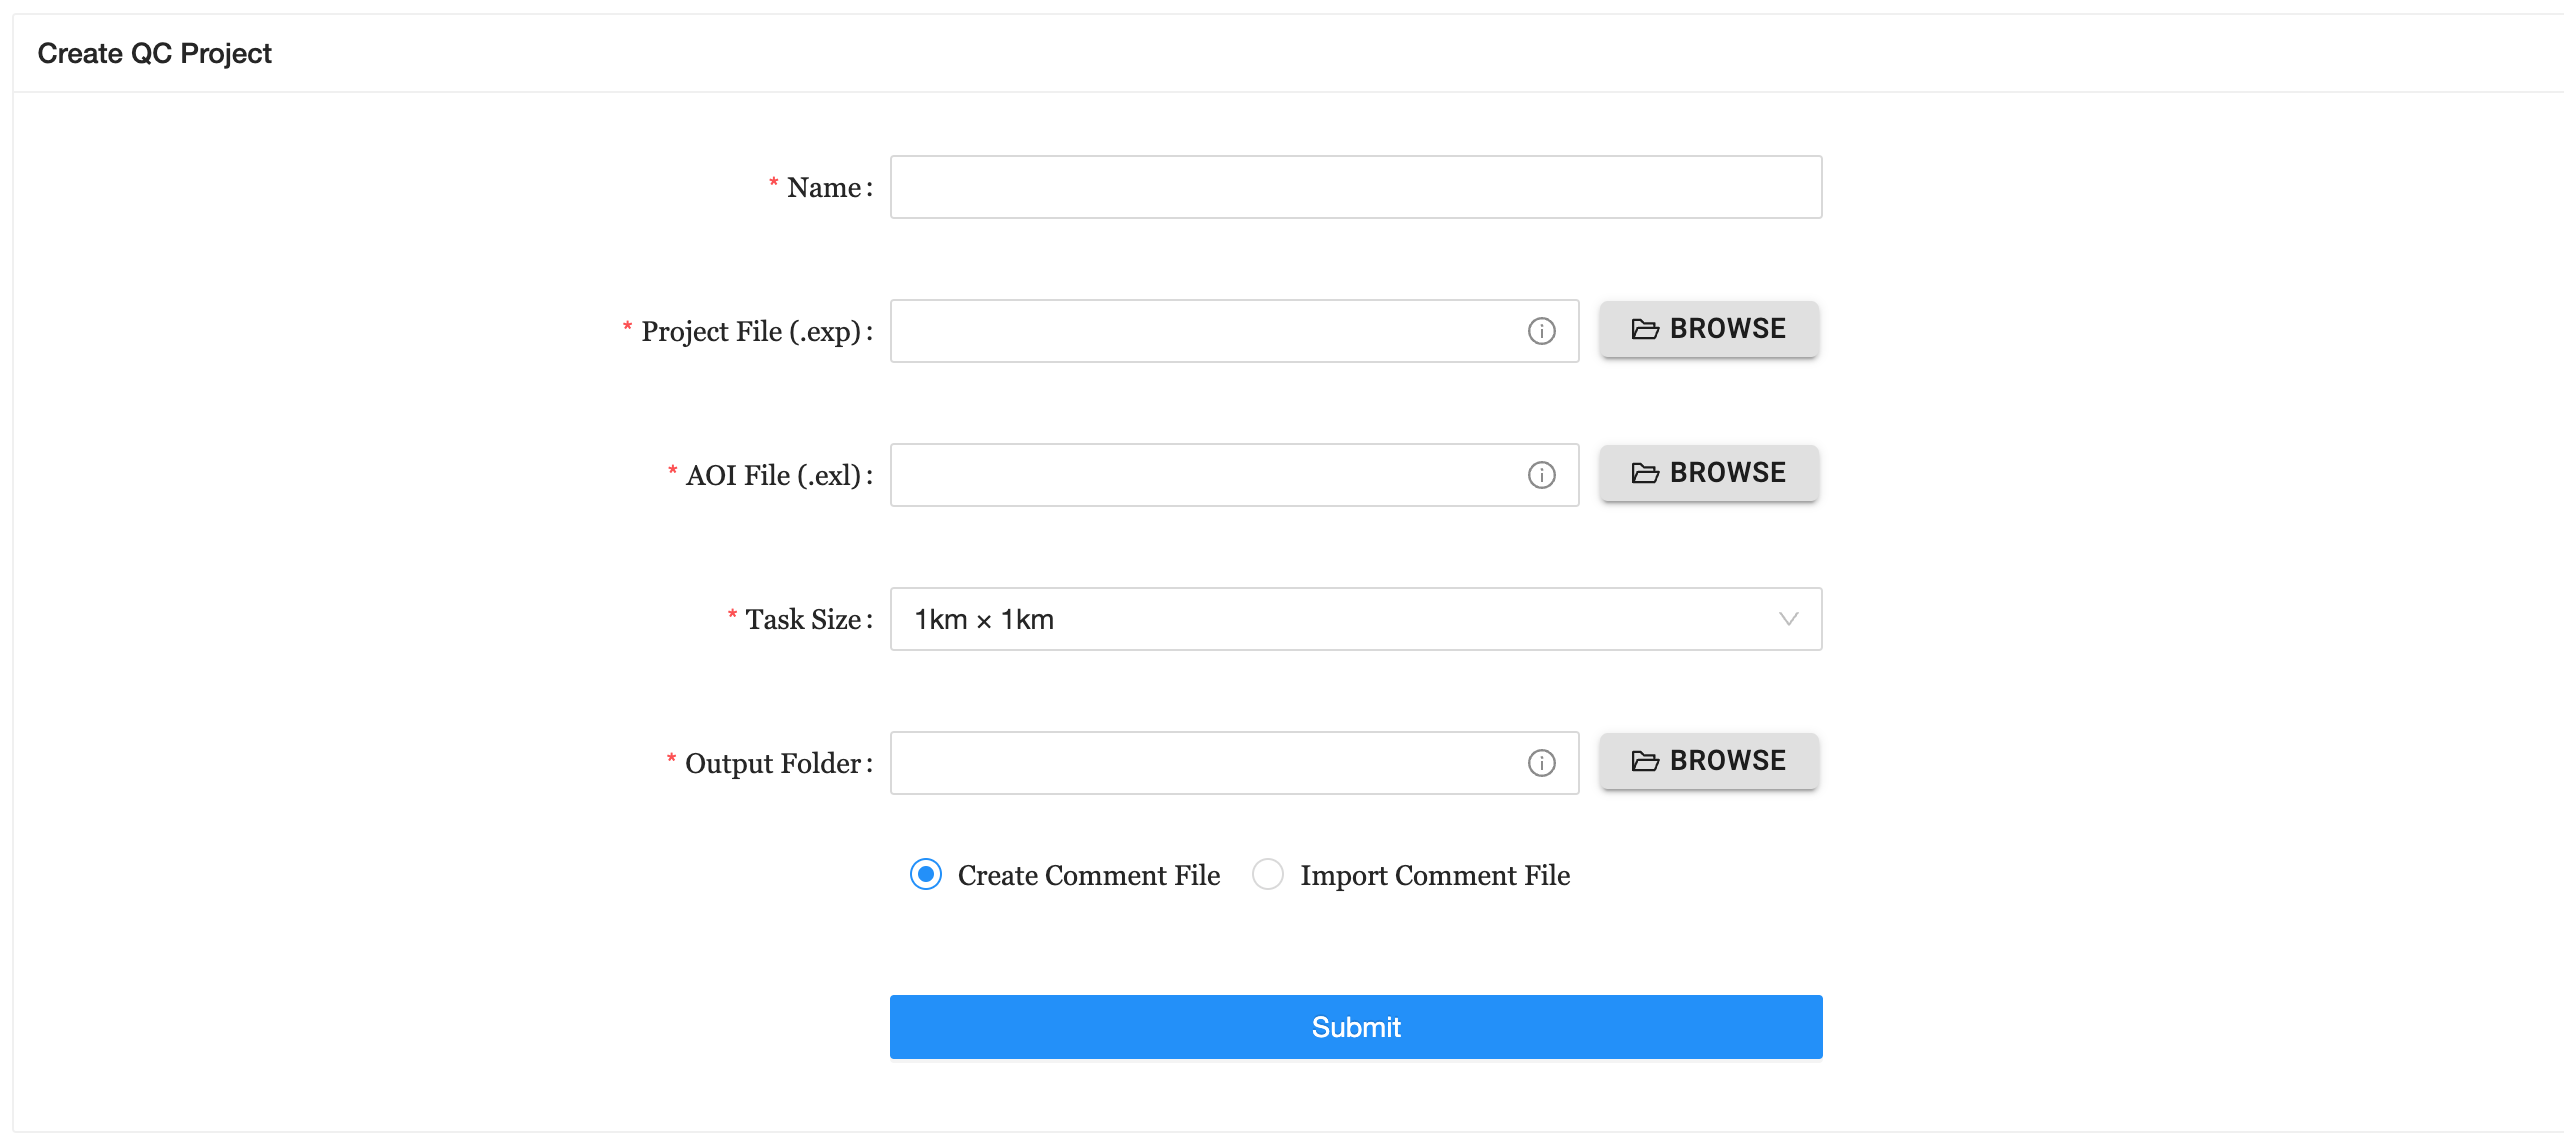 Create QC Project
* Name:
* Project File (.exp): BROWSE
* AOI File (.exl): BROWSE
* Task Size: 1km × 1km
* Output Folder: BROWSE
Create Comment File Import Comment File
Submit